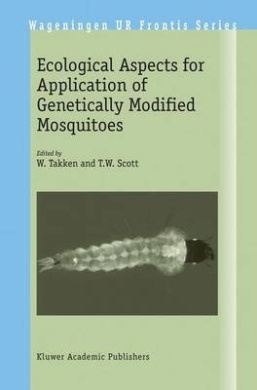 Wageningen UR Frontis Series
Ecological Aspects for
Application of
Genetically Modified
Mosquitoes
Edited by
W. Takken and T.W. Scott
Kluwer Academic Publishers